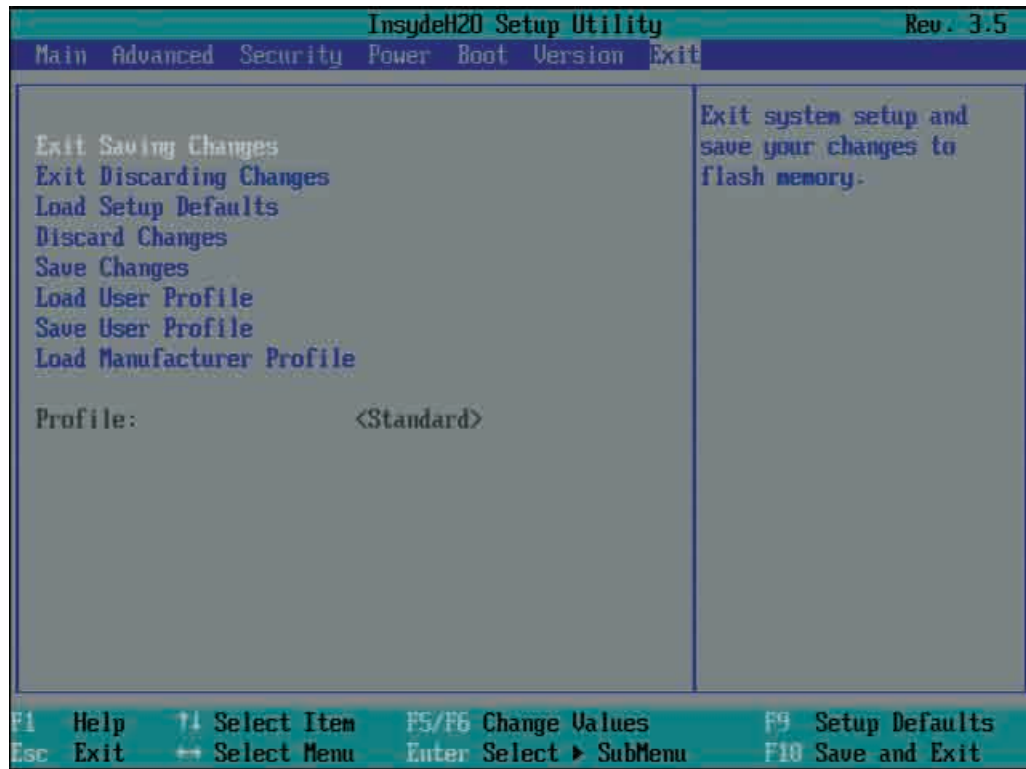 InsydeH2O Setup Utility Rev. 3.5
Main Advanced Security Power Boot Version Exit
Exit Saving Changes
Exit Discarding Changes
Load Setup Defaults
Discard Changes
Save Changes
Load User Profile
Save User Profile
Load Manufacturer Profile
Profile: <Standard>
Exit system setup and
save your changes to
flash memory.
F1 Help ↑↓ Select Item F5/F6 Change Values F9 Setup Defaults
Esc Exit ↔ Select Menu Enter Select ▶ SubMenu F10 Save and Exit